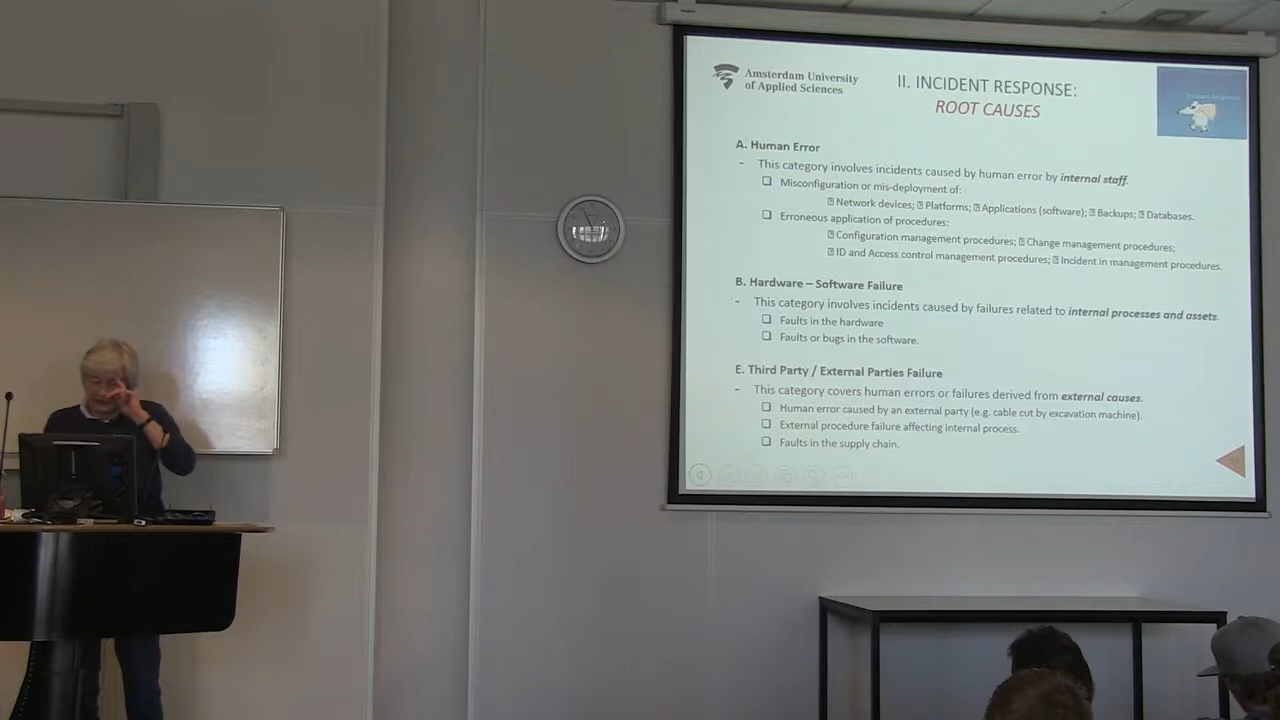 Amsterdam University
of Applied Sciences
II. INCIDENT RESPONSE:
ROOT CAUSES
Incident Response
A. Human Error
- This category involves incidents caused by human error by internal staff.
❑ Misconfiguration or mis-deployment of:
⍰ Network devices; ⍰ Platforms; ⍰ Applications (software); ⍰ Backups; ⍰ Databases.
❑ Erroneous application of procedures:
⍰ Configuration management procedures; ⍰ Change management procedures;
⍰ ID and Access control management procedures; ⍰ Incident in management procedures.
B. Hardware – Software Failure
- This category involves incidents caused by failures related to internal processes and assets.
❑ Faults in the hardware
❑ Faults or bugs in the software.
E. Third Party / External Parties Failure
- This category covers human errors or failures derived from external causes.
❑ Human error caused by an external party (e.g. cable cut by excavation machine).
❑ External procedure failure affecting internal process.
❑ Faults in the supply chain.